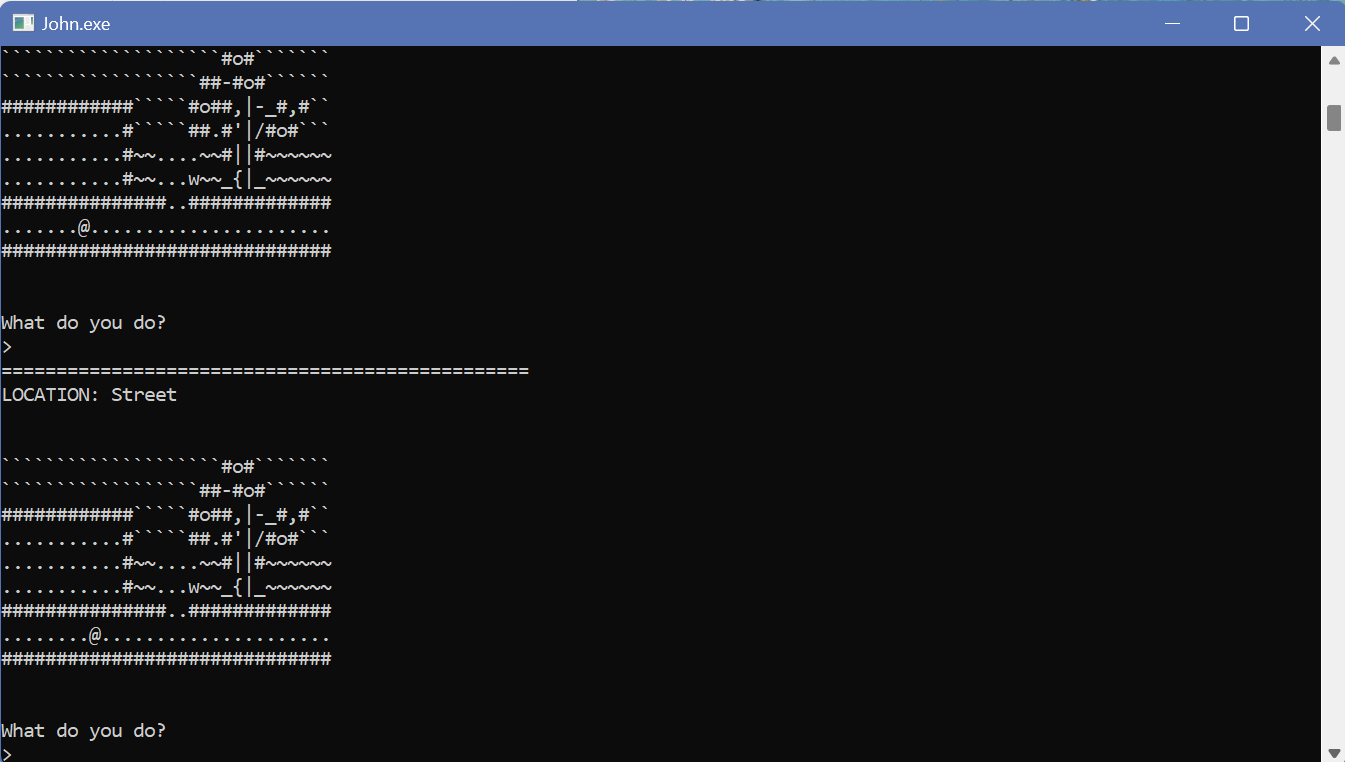 John.exe
````````````````````#o#```````
``````````````````##-#o#``````
############`````#o##,|-_#,#``
...........#`````##.#'|/#o#```
...........#~~....~~#||#~~~~~~
...........#~~...w~~_{|_~~~~~~
###############..#############
.......@......................
##############################
What do you do?
>
================================================
LOCATION: Street
````````````````````#o#```````
``````````````````##-#o#``````
############`````#o##,|-_#,#``
...........#`````##.#'|/#o#```
...........#~~....~~#||#~~~~~~
...........#~~...w~~_{|_~~~~~~
###############..#############
........@.....................
##############################
What do you do?
>